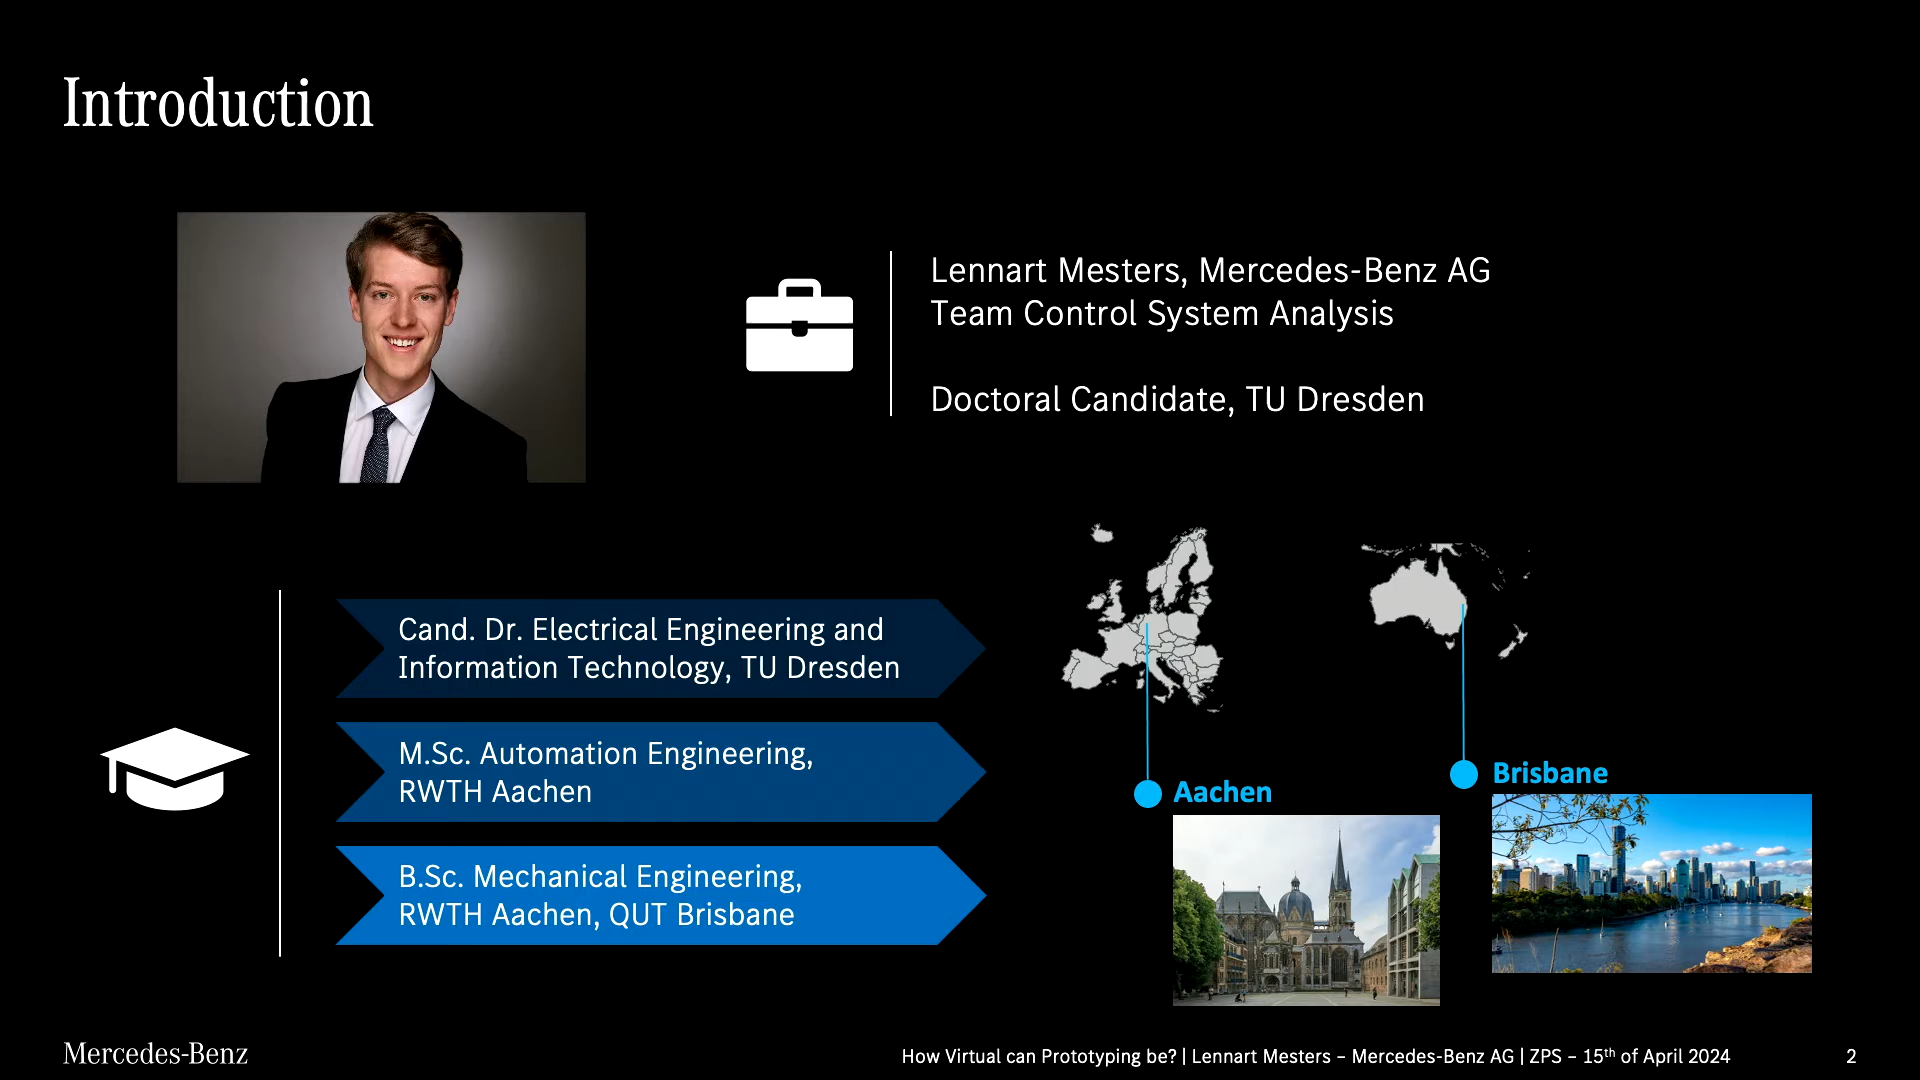 Introduction
Lennart Mesters, Mercedes-Benz AG
Team Control System Analysis
Doctoral Candidate, TU Dresden
Cand. Dr. Electrical Engineering and
Information Technology, TU Dresden
M.Sc. Automation Engineering,
RWTH Aachen
B.Sc. Mechanical Engineering,
RWTH Aachen, QUT Brisbane
Aachen
Brisbane
Mercedes-Benz
How Virtual can Prototyping be? | Lennart Mesters – Mercedes-Benz AG | ZPS – 15th of April 2024
2